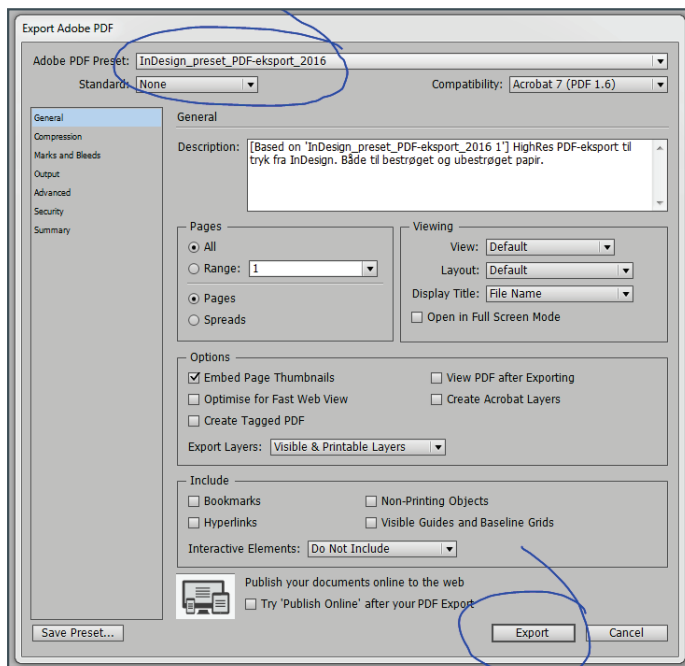 Export Adobe PDF
Adobe PDF Preset: InDesign_preset_PDF-eksport_2016
Standard: None Compatibility: Acrobat 7 (PDF 1.6)
General
Compression
Marks and Bleeds
Output
Advanced
Security
Summary
General
Description: [Based on 'InDesign_preset_PDF-eksport_2016 1'] HighRes PDF-eksport til
tryk fra InDesign. Både til bestrøget og ubestrøget papir.
Pages
All
Range: 1
Pages
Spreads
Viewing
View: Default
Layout: Default
Display Title: File Name
Open in Full Screen Mode
Options
Embed Page Thumbnails
Optimise for Fast Web View
Create Tagged PDF
View PDF after Exporting
Create Acrobat Layers
Export Layers: Visible & Printable Layers
Include
Bookmarks
Hyperlinks
Non-Printing Objects
Visible Guides and Baseline Grids
Interactive Elements: Do Not Include
Publish your documents online to the web
Try 'Publish Online' after your PDF Export
Save Preset... Export Cancel